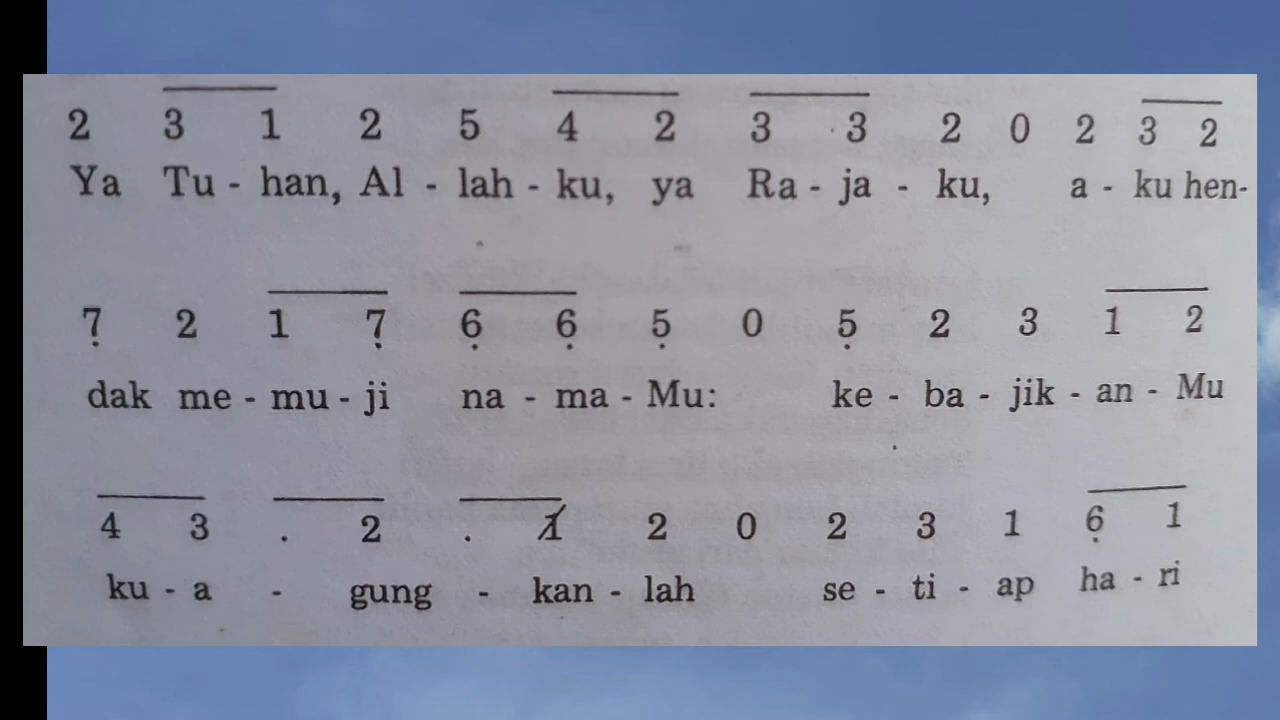 2 3 1 2 5 4 2 3 3 2 0 2 3 2
Ya Tu - han, Al - lah - ku, ya Ra - ja - ku, a - ku hen-
7̣ 2 1 7̣ 6̣ 6̣ 5̣ 0 5̣ 2 3 1 2
dak me - mu - ji na - ma - Mu: ke - ba - jik - an - Mu
4 3 . 2 . 1̸ 2 0 2 3 1 6̣ 1
ku - a - gung - kan - lah se - ti - ap ha - ri